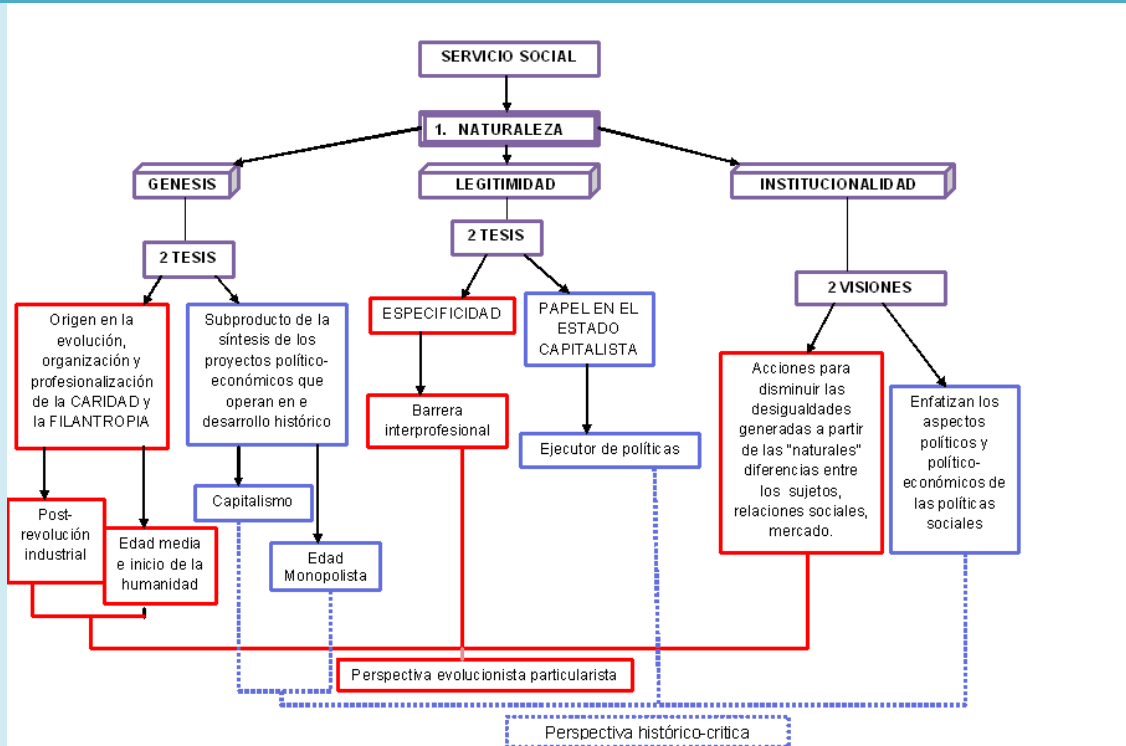 SERVICIO SOCIAL
1. NATURALEZA
GENESIS
LEGITIMIDAD
INSTITUCIONALIDAD
2 TESIS
2 TESIS
2 VISIONES
Origen en la
evolución,
organización y
profesionalización
de la CARIDAD y
la FILANTROPIA
Subproducto de la
síntesis de los
proyectos político-
económicos que
operan en e
desarrollo histórico
ESPECIFICIDAD
PAPEL EN EL
ESTADO
CAPITALISTA
Acciones para
disminuir las
desigualdades
generadas a partir
de las "naturales"
diferencias entre
los sujetos,
relaciones sociales,
mercado.
Enfatizan los
aspectos
políticos y
político-
económicos de
las políticas
sociales
Barrera
interprofesional
Ejecutor de políticas
Post-
revolución
industrial
Edad media
e inicio de la
humanidad
Capitalismo
Edad
Monopolista
Perspectiva evolucionista particularista
Perspectiva histórico-critica